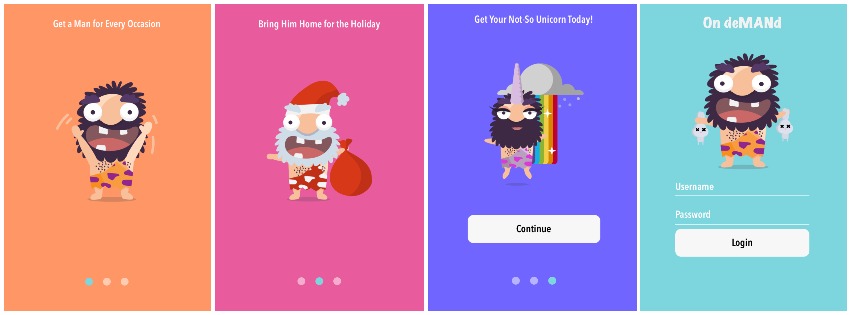 Get a Man for Every Occasion
Bring Him Home for the Holiday
Get Your Not-So Unicorn Today!
Continue
On deMANd
Username
Password
Login